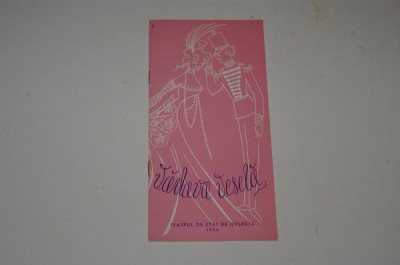 Văduva veselă
TEATRUL DE STAT DE OPERETĂ